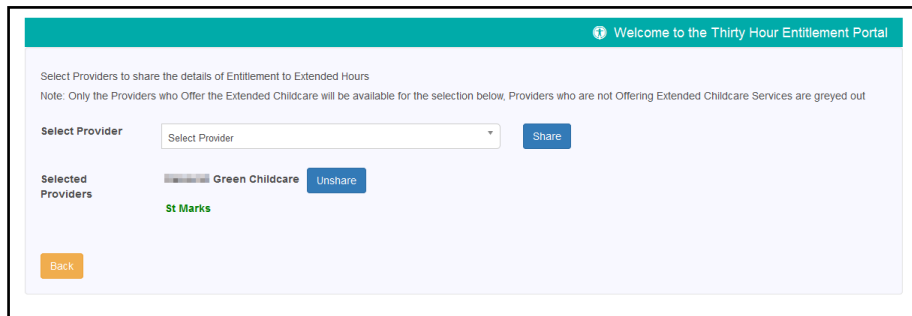 Welcome to the Thirty Hour Entitlement Portal
Select Providers to share the details of Entitlement to Extended Hours
Note: Only the Providers who Offer the Extended Childcare will be available for the selection below, Providers who are not Offering Extended Childcare Services are greyed out
Select Provider
Select Provider
Share
Selected
Providers
Green Childcare
Unshare
St Marks
Back